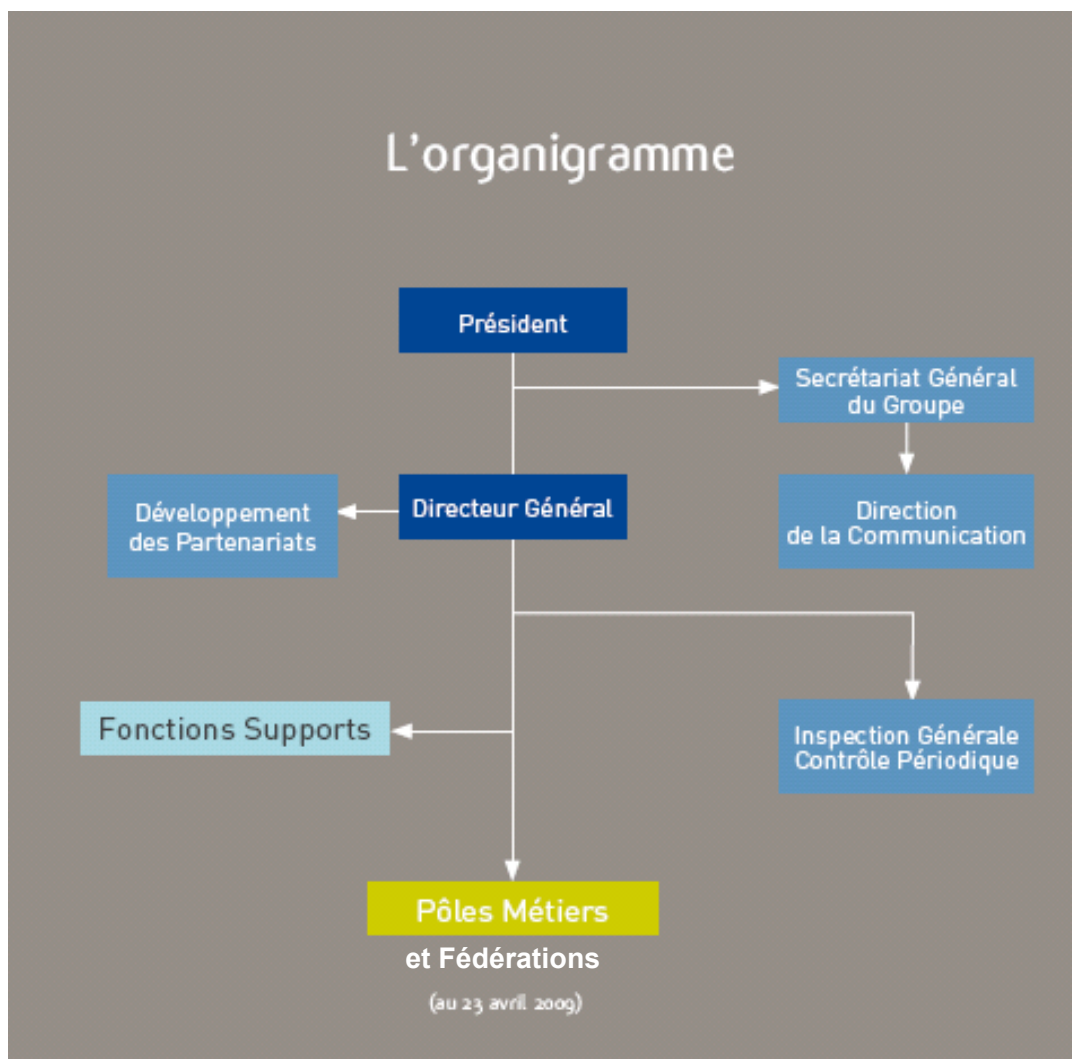 L'organigramme
Président
Secrétariat Général
du Groupe
Développement
des Partenariats
Directeur Général
Direction
de la Communication
Fonctions Supports
Inspection Générale
Contrôle Périodique
Pôles Métiers
et Fédérations
(au 23 avril 2009)